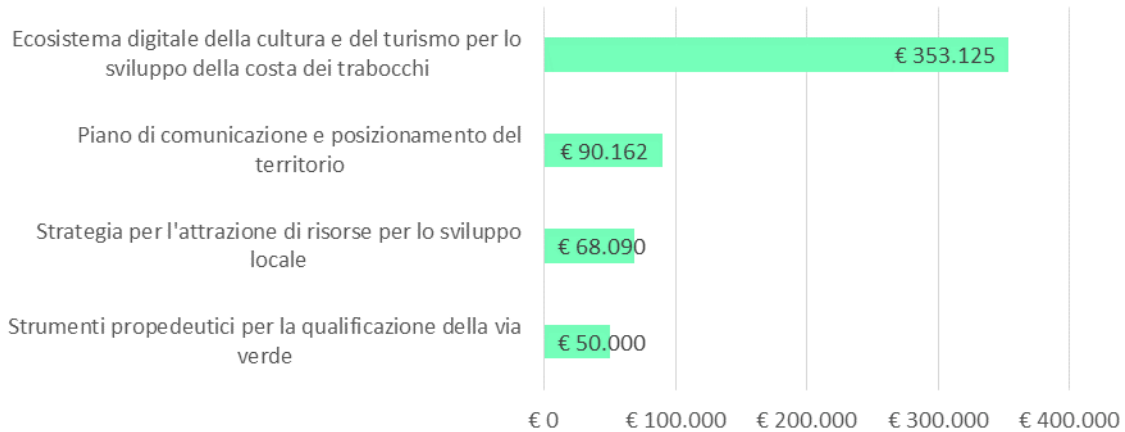 Ecosistema digitale della cultura e del turismo per lo
sviluppo della costa dei trabocchi
€ 353.125
Piano di comunicazione e posizionamento del
territorio
€ 90.162
Strategia per l'attrazione di risorse per lo sviluppo
locale
€ 68.090
Strumenti propedeutici per la qualificazione della via
verde
€ 50.000
€ 0 € 100.000 € 200.000 € 300.000 € 400.000